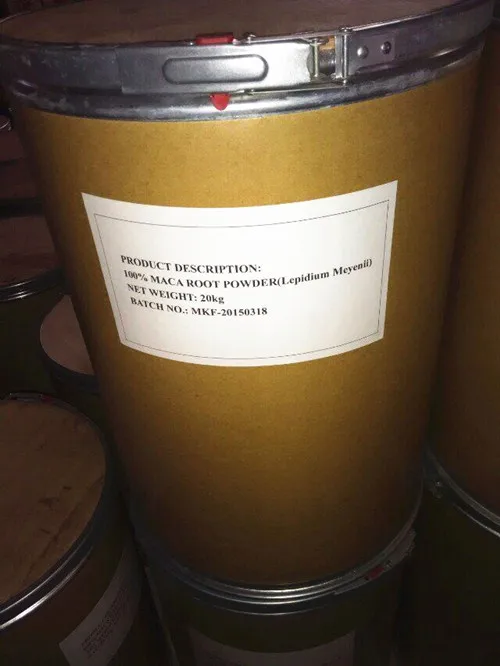 PRODUCT DESCRIPTION:
100% MACA ROOT POWDER(Lepidium Meyenii)
NET WEIGHT: 20kg
BATCH NO.: MKF-20150318